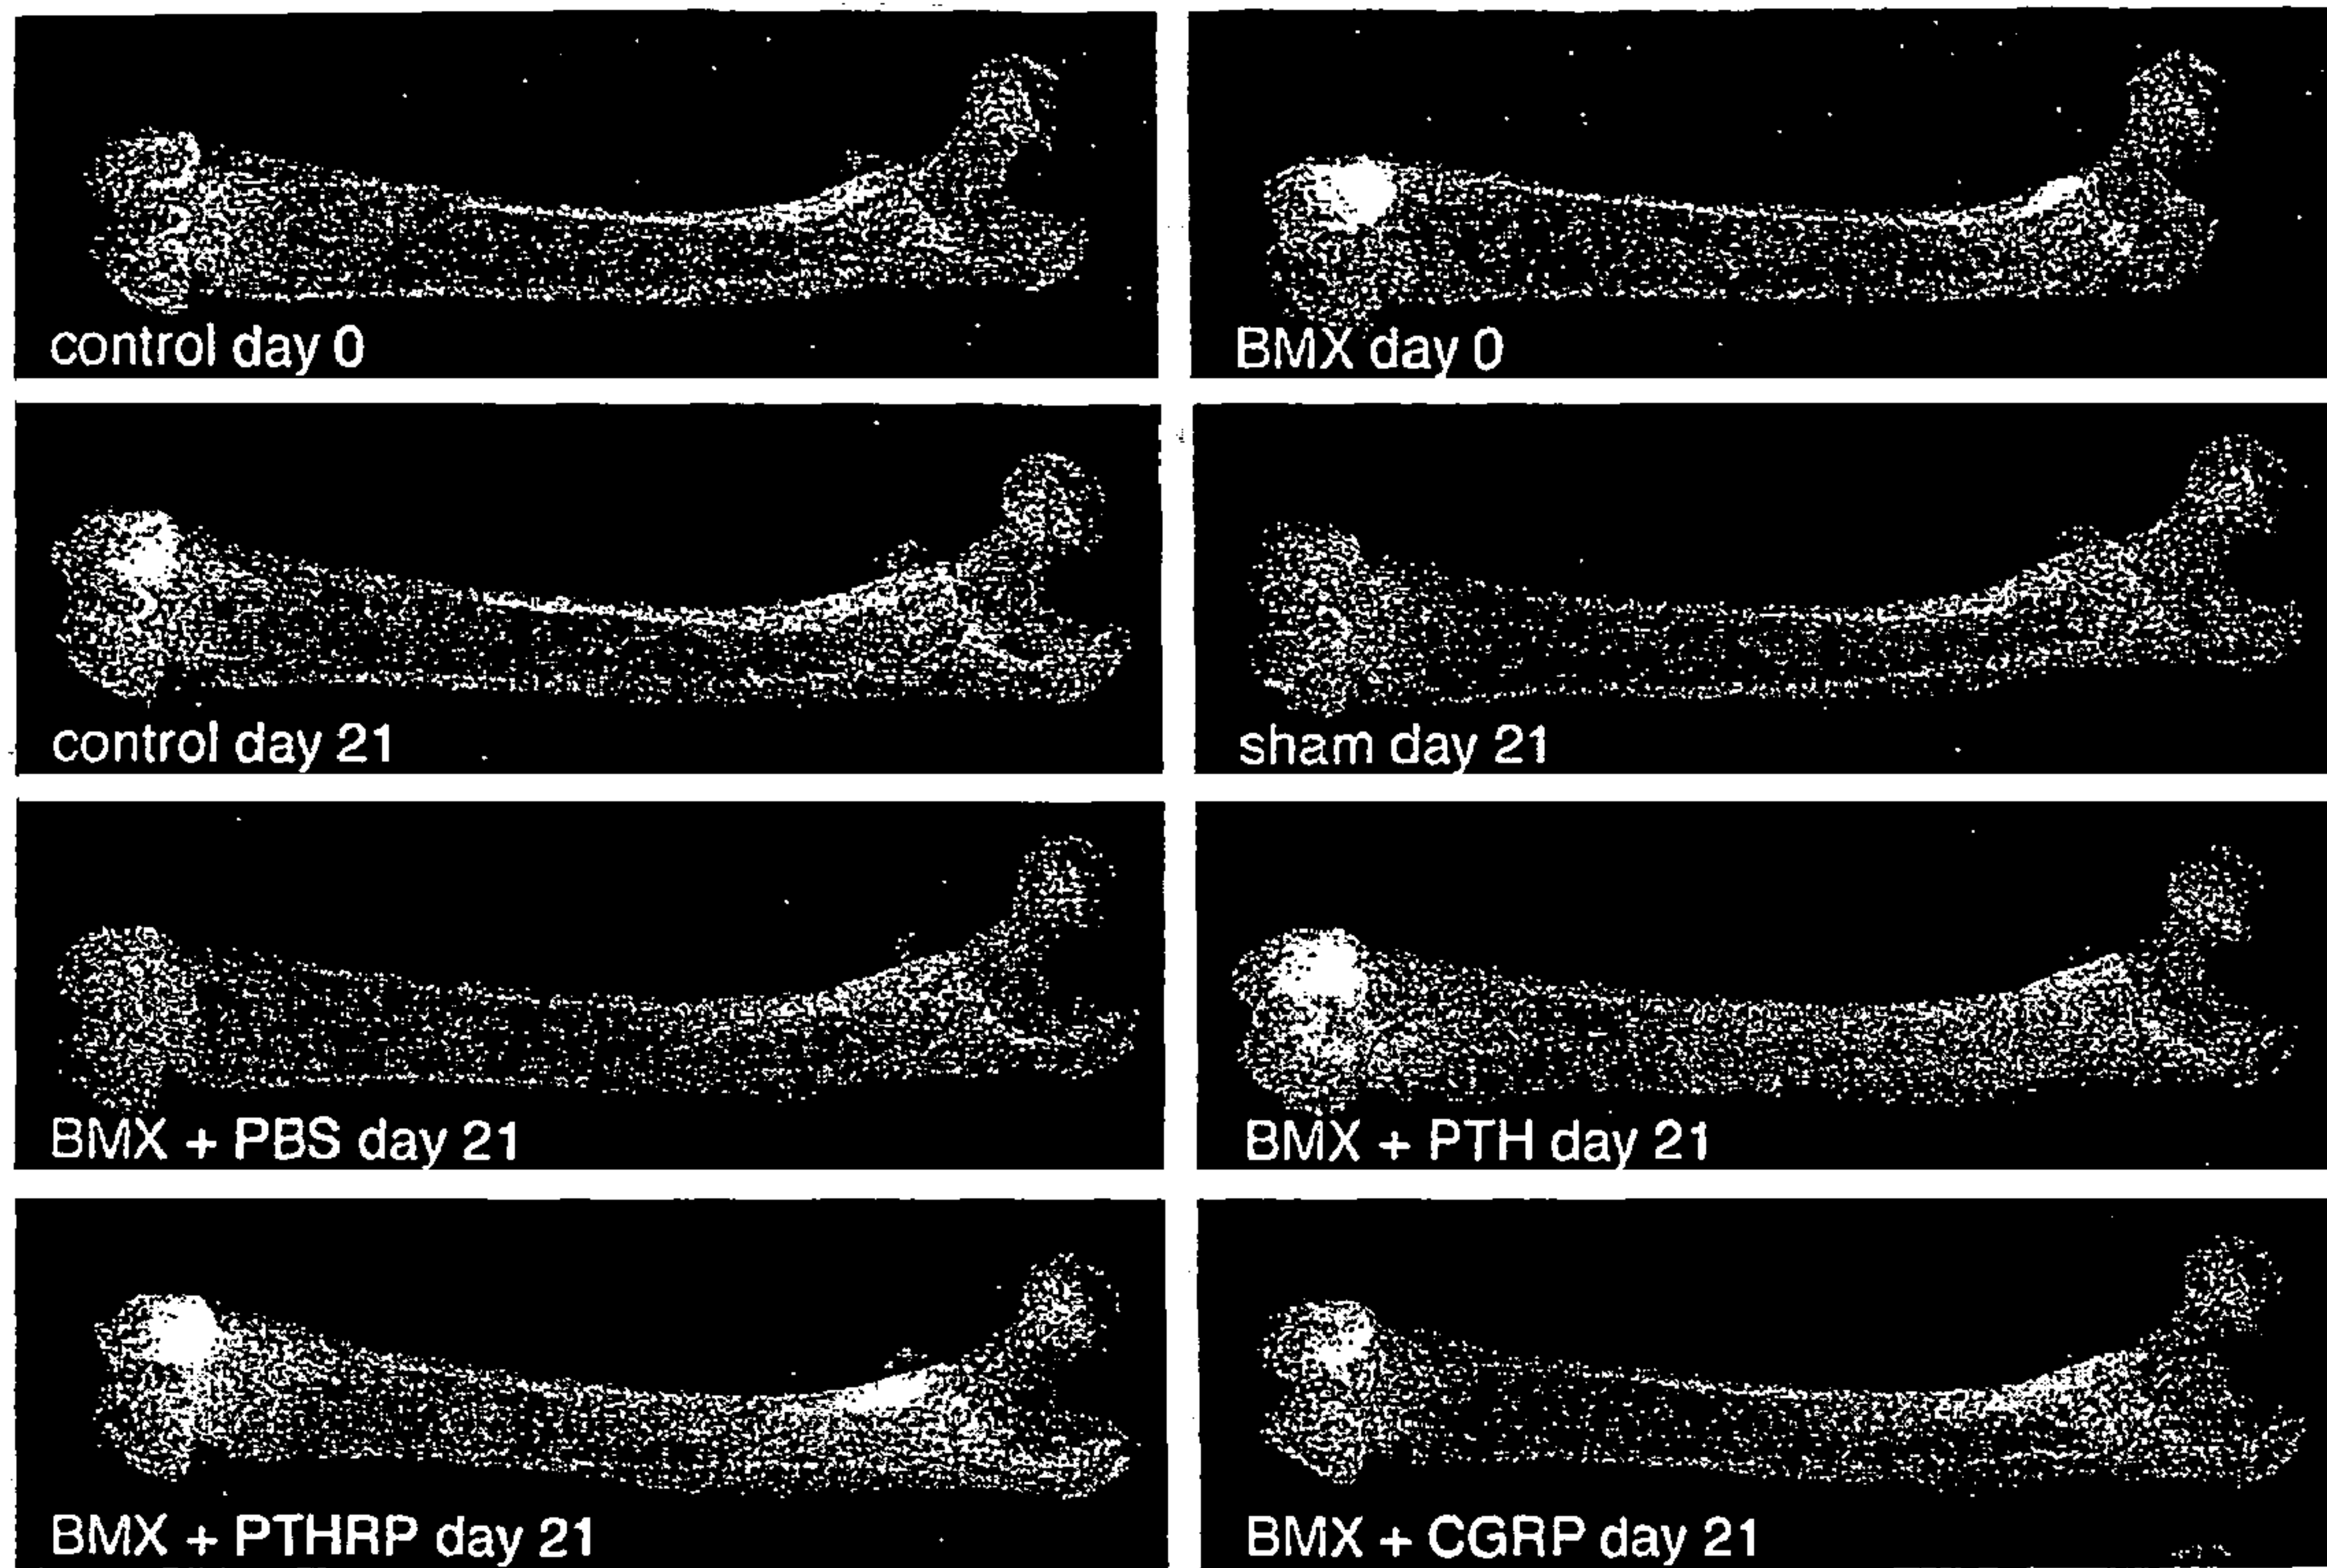 control day 0
BMX day 0
control day 21
sham day 21
BMX + PBS day 21
BMX + PTH day 21
BMX + PTHRP day 21
BMX + CGRP day 21